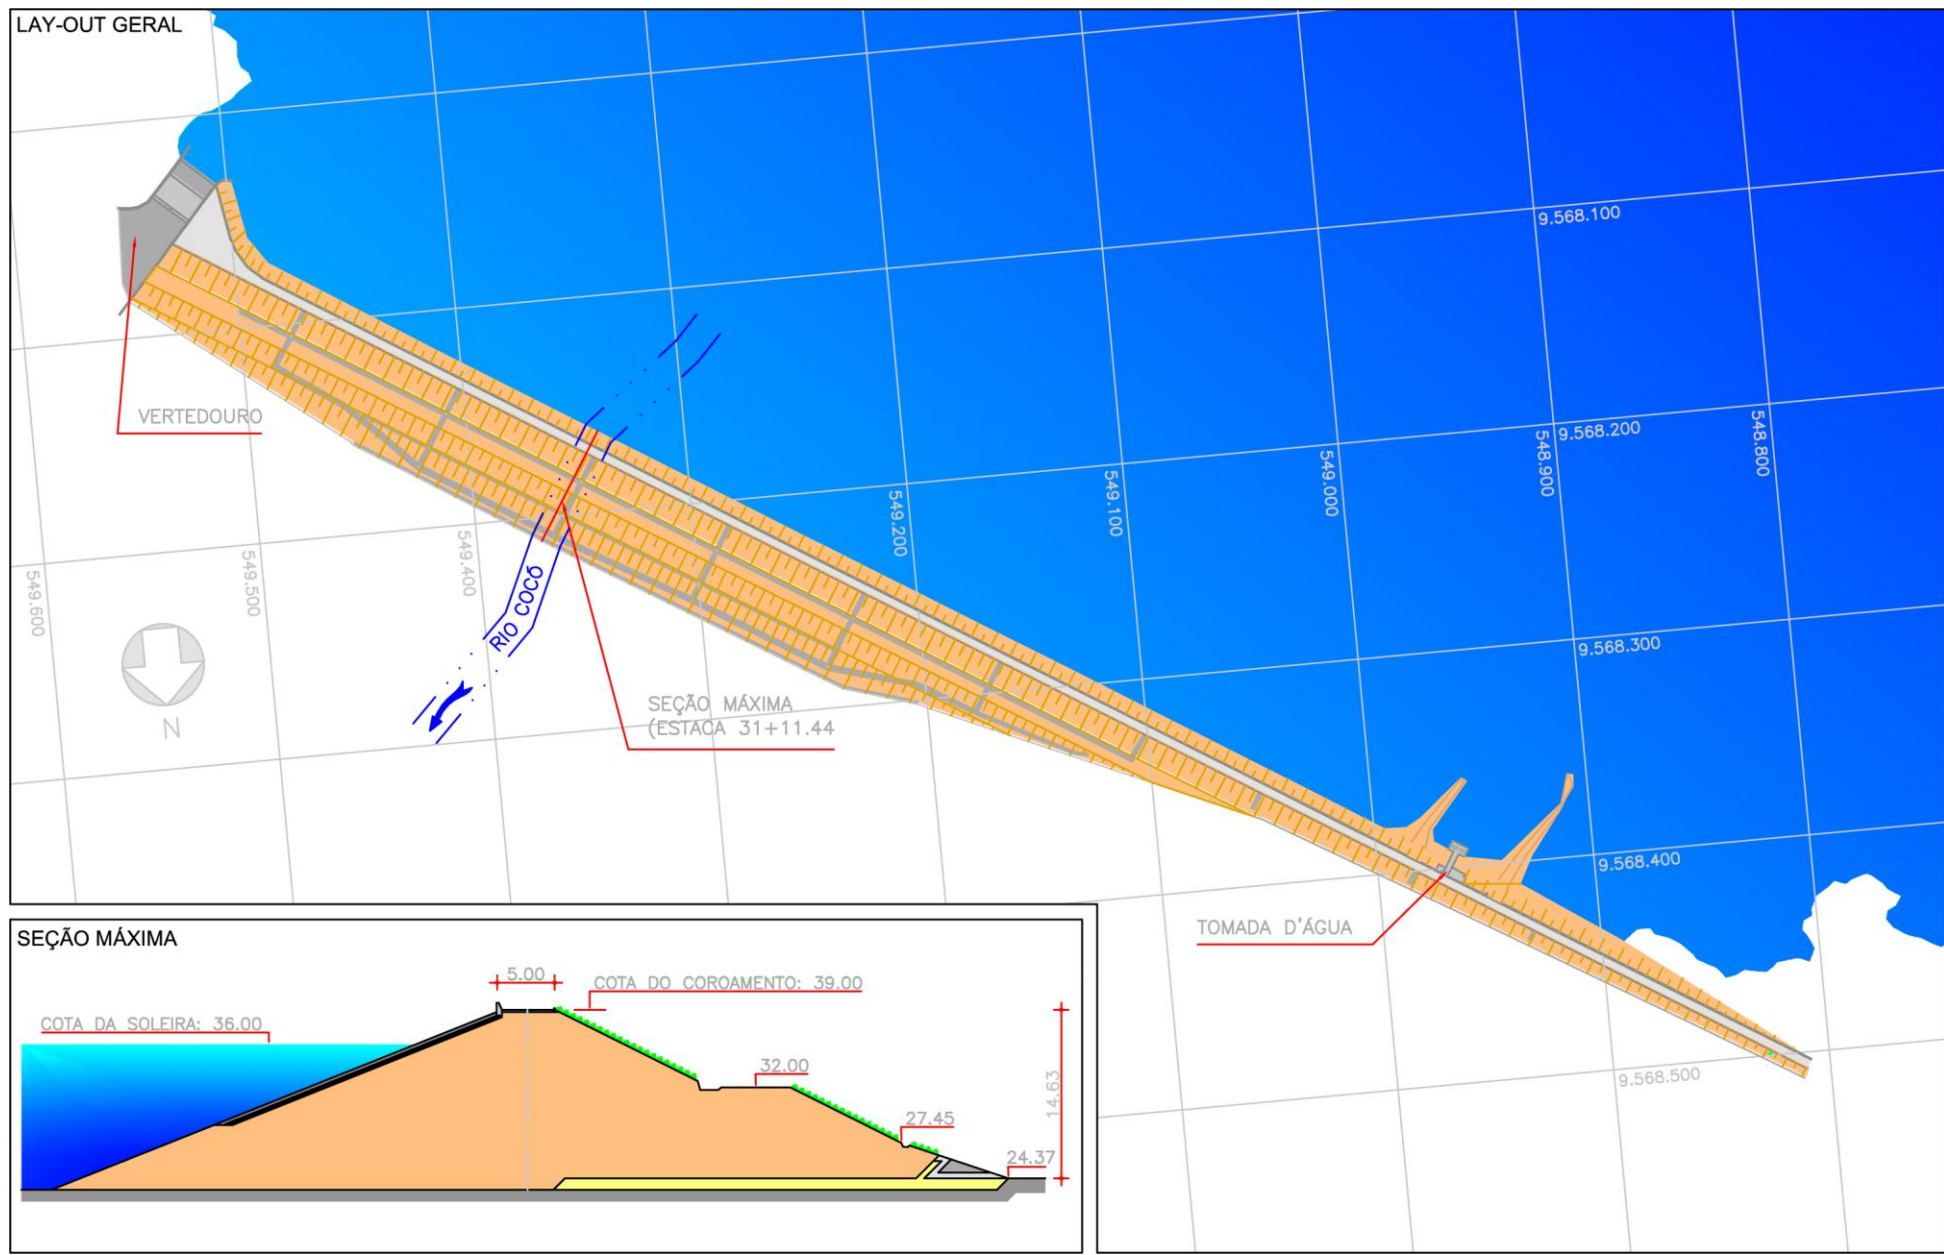 LAY-OUT GERAL
9.568.100
VERTEDOURO
9.568.200
548.800
548.900
549.000
549.100
549.200
549.400
549.500
549.600
RIO COCÓ
9.568.300
SEÇÃO MÁXIMA
(ESTACA 31+11.44
N
9.568.400
TOMADA D'ÁGUA
9.568.500
SEÇÃO MÁXIMA
5.00
COTA DO COROAMENTO: 39.00
COTA DA SOLEIRA: 36.00
32.00
14.63
27.45
24.37